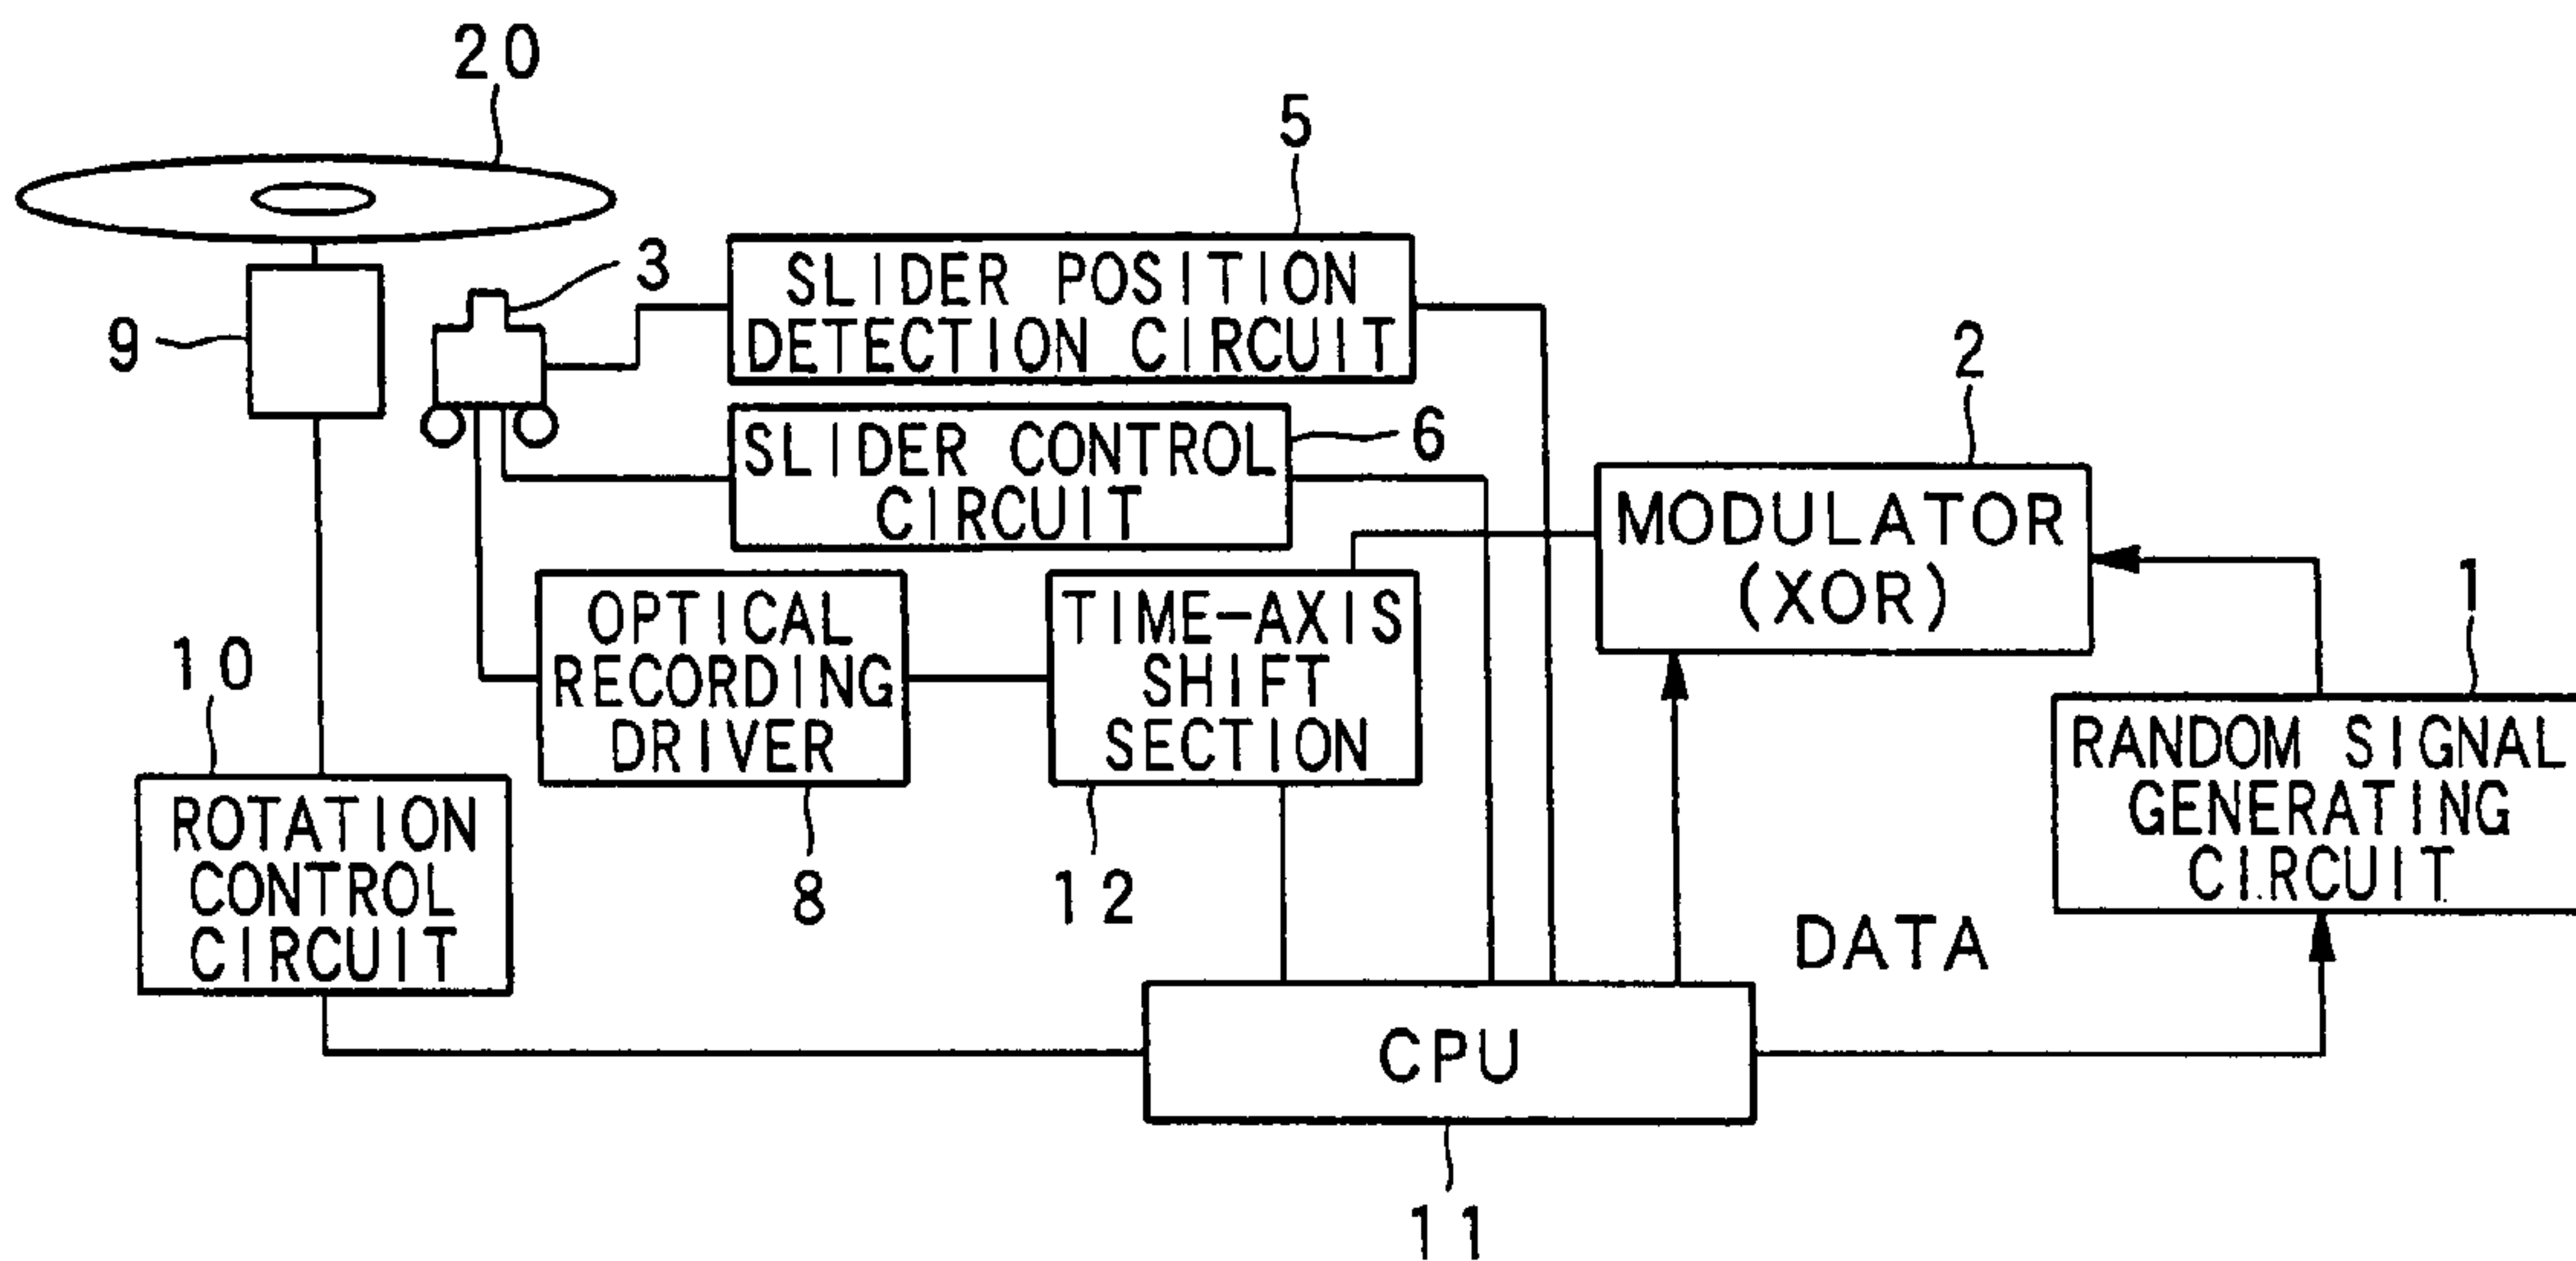 20
5
SLIDER POSITION
DETECTION CIRCUIT
3
9
2
6
SLIDER CONTROL
CIRCUIT
MODULATOR
(XOR)
1
OPTICAL
RECORDING
DRIVER
TIME-AXIS
SHIFT
SECTION
10
RANDOM SIGNAL
GENERATING
CIRCUIT
ROTATION
CONTROL
CIRCUIT
8
12
DATA
CPU
11